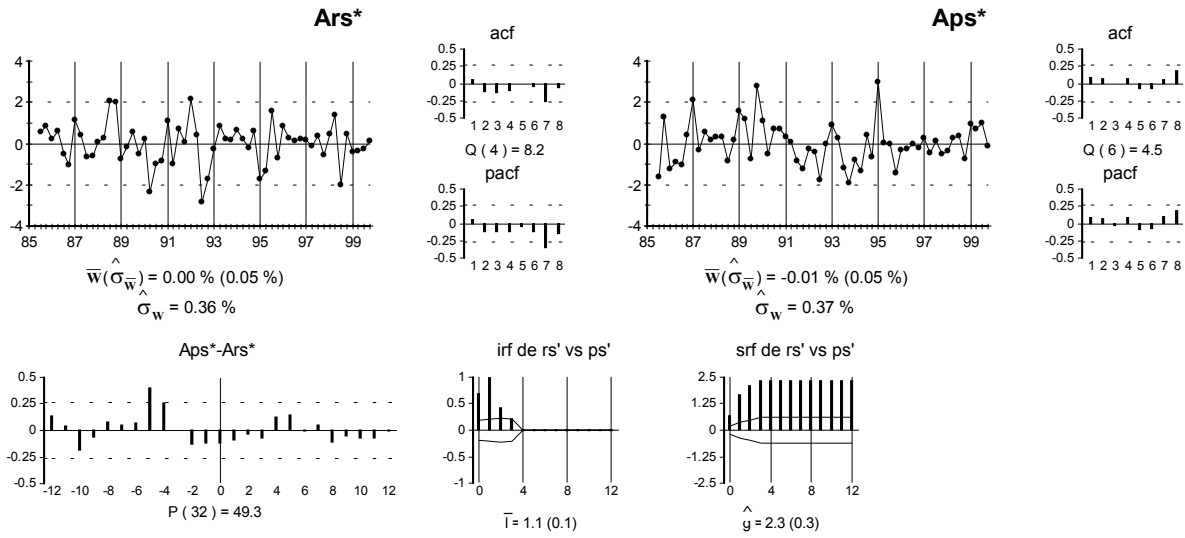 Ars*
Aps*
acf
0.5
0.25
0
-0.25
-0.5
1 2 3 4 5 6 7 8
Q ( 4 ) = 8.2
pacf
0.5
0.25
0
-0.25
-0.5
1 2 3 4 5 6 7 8
4
2
0
-2
-4
85 87 89 91 93 95 97 99
w̅(σ̂w̅) = 0.00 % (0.05 %)
σ̂w = 0.36 %
4
2
0
-2
-4
85 87 89 91 93 95 97 99
w̅(σ̂w̅) = -0.01 % (0.05 %)
σ̂w = 0.37 %
acf
0.5
0.25
0
-0.25
-0.5
1 2 3 4 5 6 7 8
Q ( 6 ) = 4.5
pacf
0.5
0.25
0
-0.25
-0.5
1 2 3 4 5 6 7 8
Aps*-Ars*
0.5
0.25
0
-0.25
-0.5
-12 -10 -8 -6 -4 -2 0 2 4 6 8 10 12
P ( 32 ) = 49.3
irf de rs' vs ps'
1
0.5
0
-0.5
-1
0 4 8 12
l̅ = 1.1 (0.1)
srf de rs' vs ps'
2.5
1.25
0
-1.25
-2.5
0 4 8 12
ĝ = 2.3 (0.3)